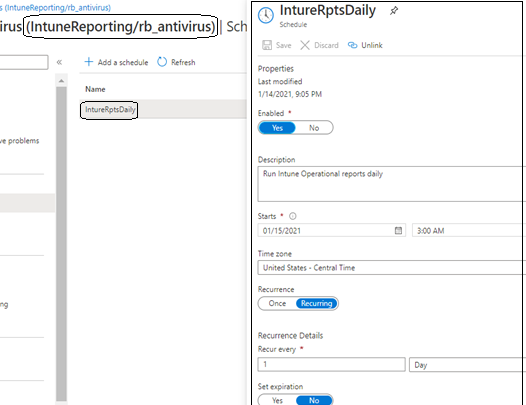 s (IntuneReporting/rb_antivirus)
irus (IntuneReporting/rb_antivirus) | Sch
«
+ Add a schedule
Refresh
Name
IntureRptsDaily
ve problems
ng
IntureRptsDaily
Schedule
Save
Discard
Unlink
Properties
Last modified
1/14/2021, 9:05 PM
Enabled *
Yes No
Description
Run Intune Operational reports daily
Starts *
01/15/2021 3:00 AM
Time zone
United States - Central Time
Recurrence
Once Recurring
Recurrence Details
Recur every *
1 Day
Set expiration
Yes No